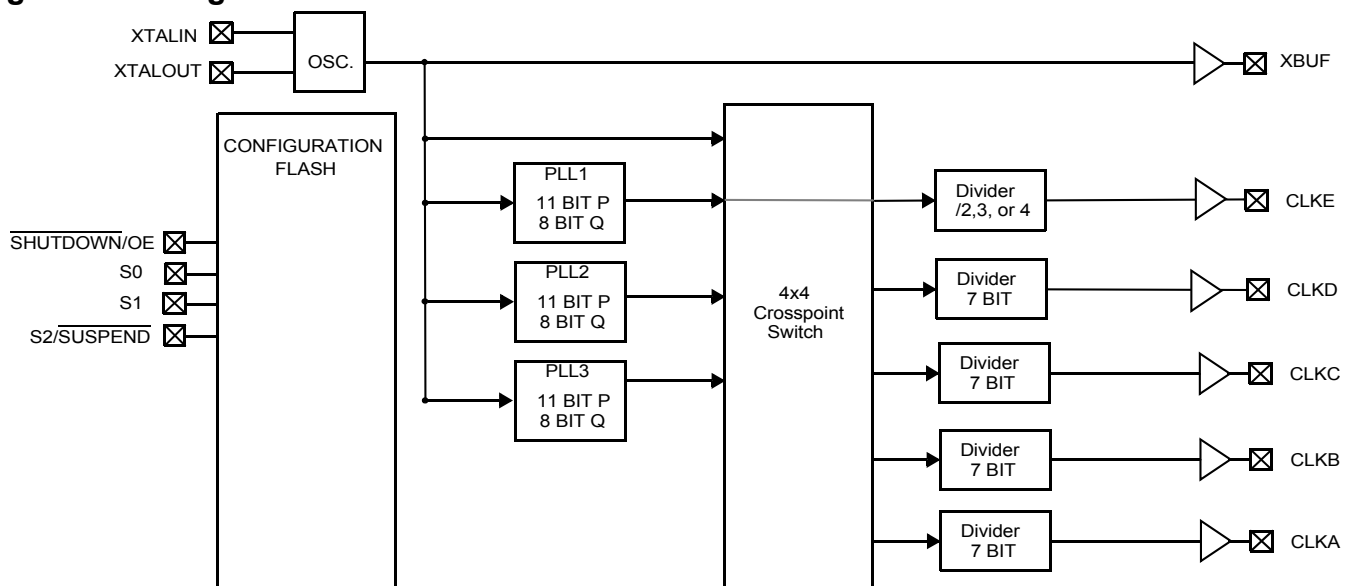 XTALIN
XTALOUT
OSC.
XBUF
CONFIGURATION
FLASH
SHUTDOWN/OE
S0
S1
S2/SUSPEND
PLL1
11 BIT P
8 BIT Q
PLL2
11 BIT P
8 BIT Q
PLL3
11 BIT P
8 BIT Q
4x4
Crosspoint
Switch
Divider
/2,3, or 4
CLKE
Divider
7 BIT
CLKD
Divider
7 BIT
CLKC
Divider
7 BIT
CLKB
Divider
7 BIT
CLKA